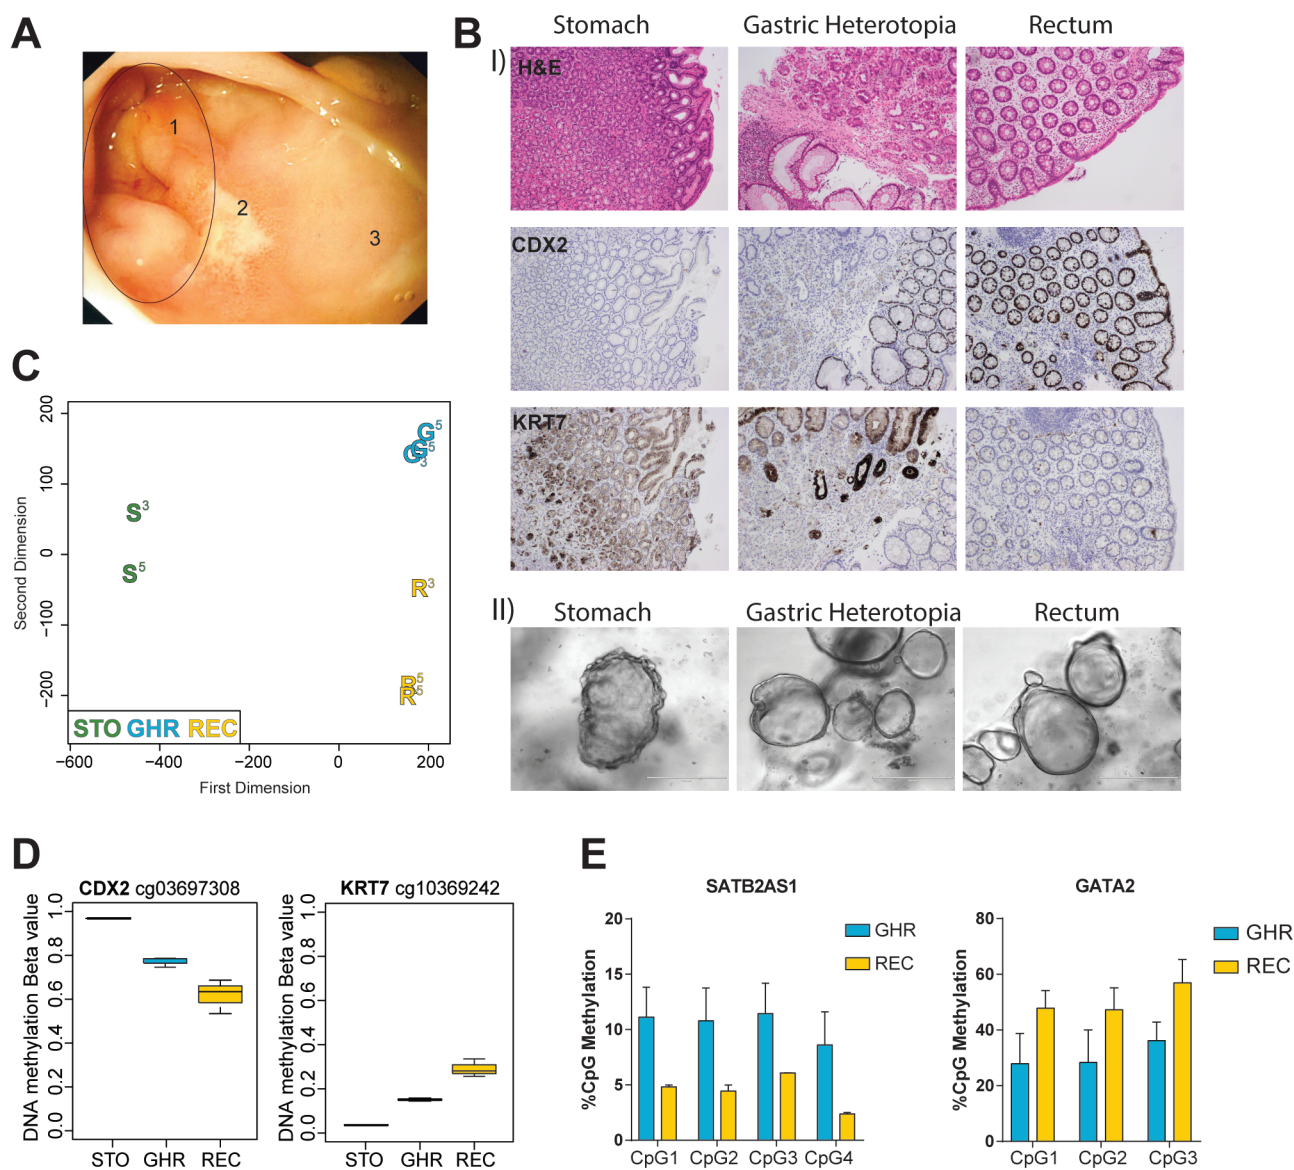 A
1
2
3
B
Stomach
Gastric Heterotopia
Rectum
I)
H&E
CDX2
KRT7
II)
Stomach
Gastric Heterotopia
Rectum
C
Second Dimension
200
100
0
−100
−200
G5
G5
G3
S3
S5
R3
R5
R5
STO GHR REC
−600 −400 −200 0 200
First Dimension
D
CDX2 cg03697308
DNA methylation Beta value
1.0
0.8
0.6
0.4
0.2
0.0
STO GHR REC
KRT7 cg10369242
DNA methylation Beta value
1.0
0.8
0.6
0.4
0.2
0.0
STO GHR REC
E
SATB2AS1
%CpG Methylation
20
15
10
5
0
GHR
REC
CpG1 CpG2 CpG3 CpG4
GATA2
%CpG Methylation
80
60
40
20
0
GHR
REC
CpG1 CpG2 CpG3